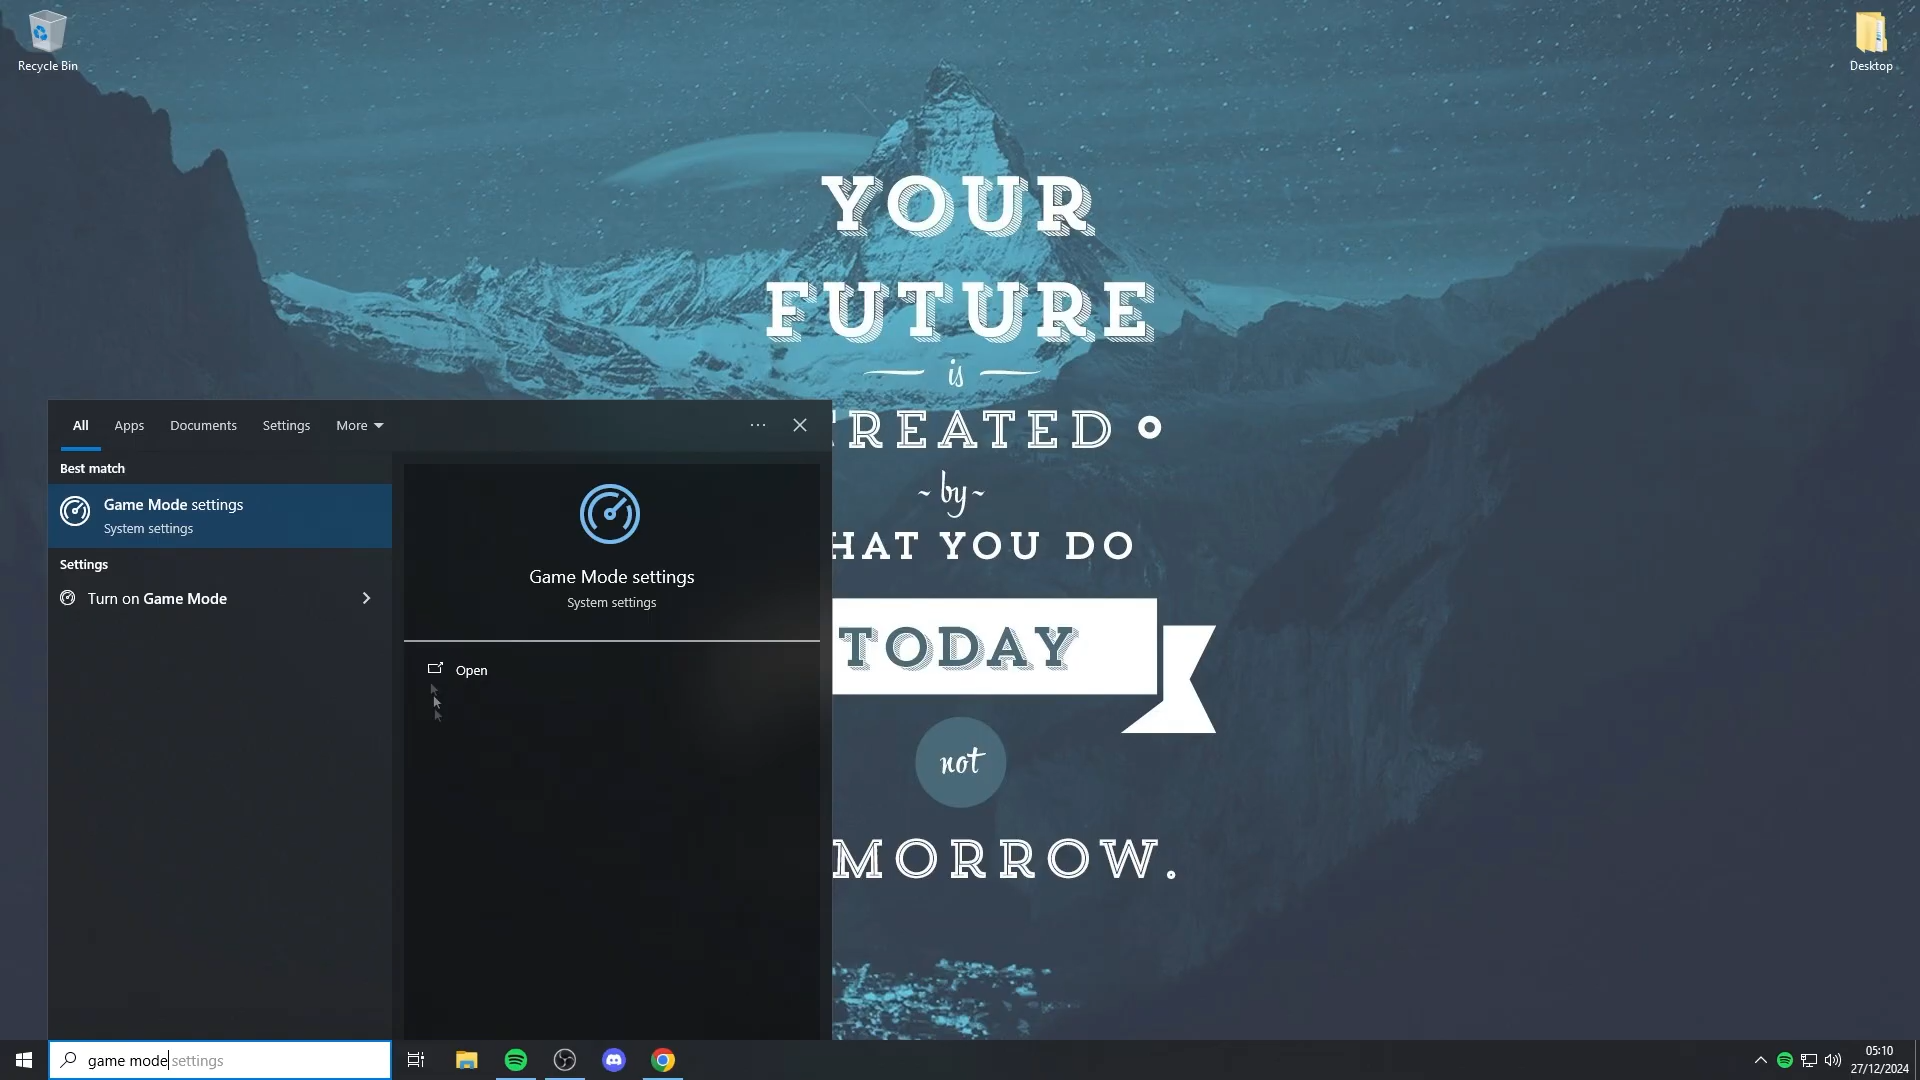 Recycle Bin
Desktop
YOUR
FUTURE
is
REATED
~ by ~
HAT YOU DO
TODAY
not
MORROW.
All Apps Documents Settings More
Best match
Game Mode settings
System settings
Settings
Turn on Game Mode
Game Mode settings
System settings
Open
game mode settings
05:10
27/12/2024